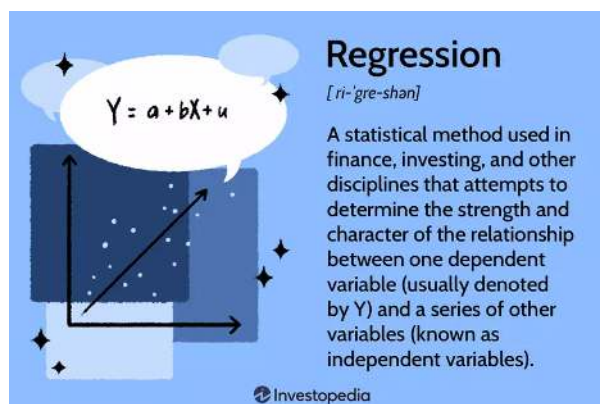 Y = a + bX + u
Regression
[ri-'gre-shən]
A statistical method used in
finance, investing, and other
disciplines that attempts to
determine the strength and
character of the relationship
between one dependent
variable (usually denoted
by Y) and a series of other
variables (known as
independent variables).
Investopedia